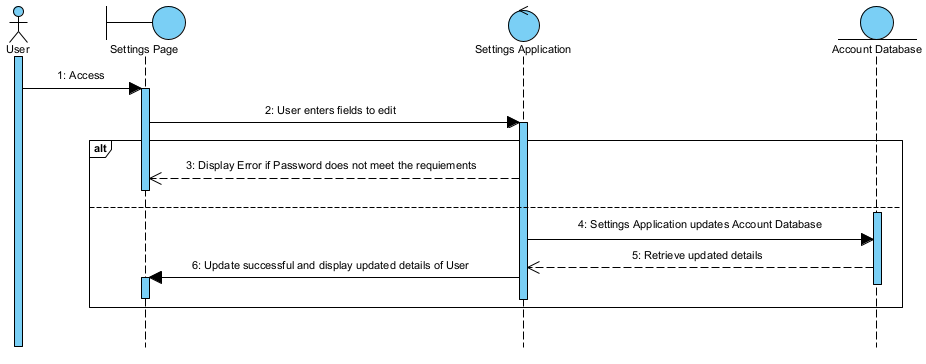 User
Settings Page
Settings Application
Account Database
1: Access
2: User enters fields to edit
alt
3: Display Error if Password does not meet the requiements
4: Settings Application updates Account Database
5: Retrieve updated details
6: Update successful and display updated details of User